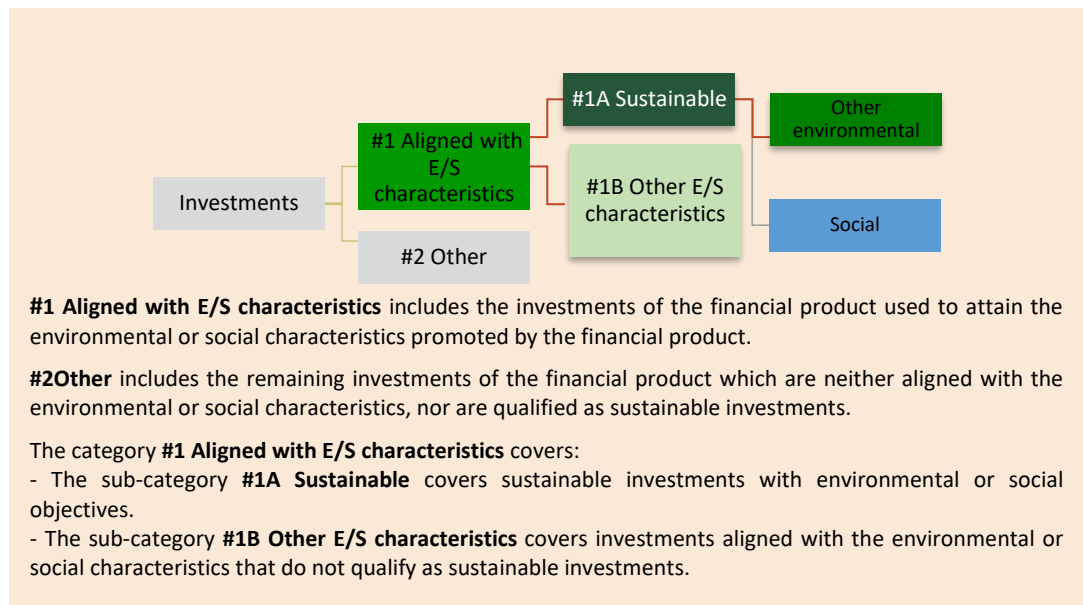 #1A Sustainable
Other
environmental
#1 Aligned with
E/S
characteristics
#1B Other E/S
characteristics
Investments
Social
#2 Other
#1 Aligned with E/S characteristics includes the investments of the financial product used to attain the
environmental or social characteristics promoted by the financial product.
#2Other includes the remaining investments of the financial product which are neither aligned with the
environmental or social characteristics, nor are qualified as sustainable investments.
The category #1 Aligned with E/S characteristics covers:
- The sub-category #1A Sustainable covers sustainable investments with environmental or social
objectives.
- The sub-category #1B Other E/S characteristics covers investments aligned with the environmental or
social characteristics that do not qualify as sustainable investments.